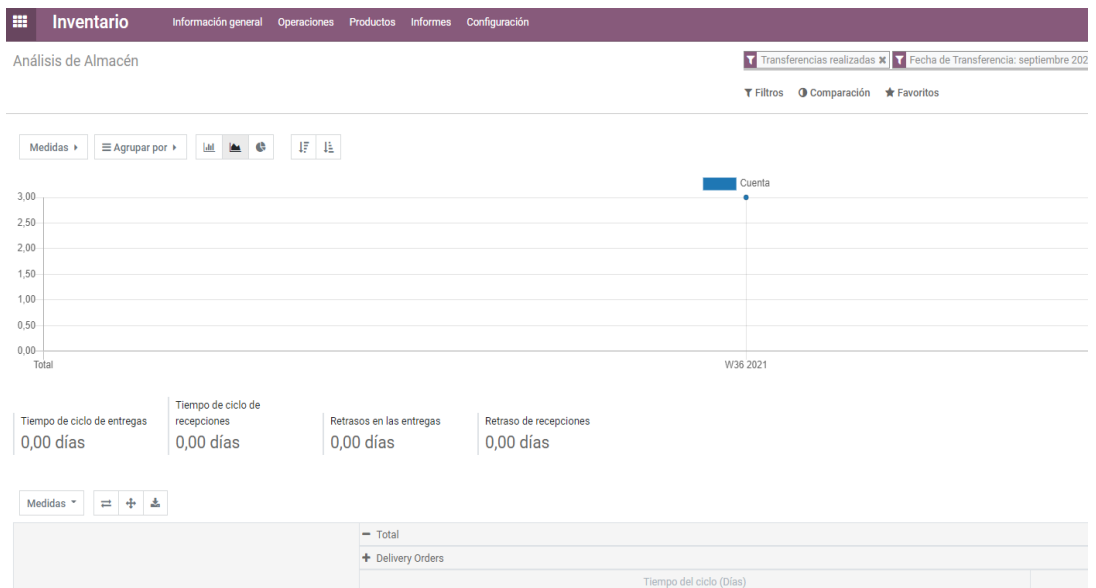 Inventario Información general Operaciones Productos Informes Configuración
Análisis de Almacén
Transferencias realizadas ✖ Fecha de Transferencia: septiembre 202
Filtros Comparación Favoritos
Medidas Agrupar por
Cuenta
3,00
2,50
2,00
1,50
1,00
0,50
0,00
Total W36 2021
Tiempo de ciclo de entregas
0,00 días
Tiempo de ciclo de
recepciones
0,00 días
Retrasos en las entregas
0,00 días
Retraso de recepciones
0,00 días
Medidas
Total
Delivery Orders
Tiempo del ciclo (Días)